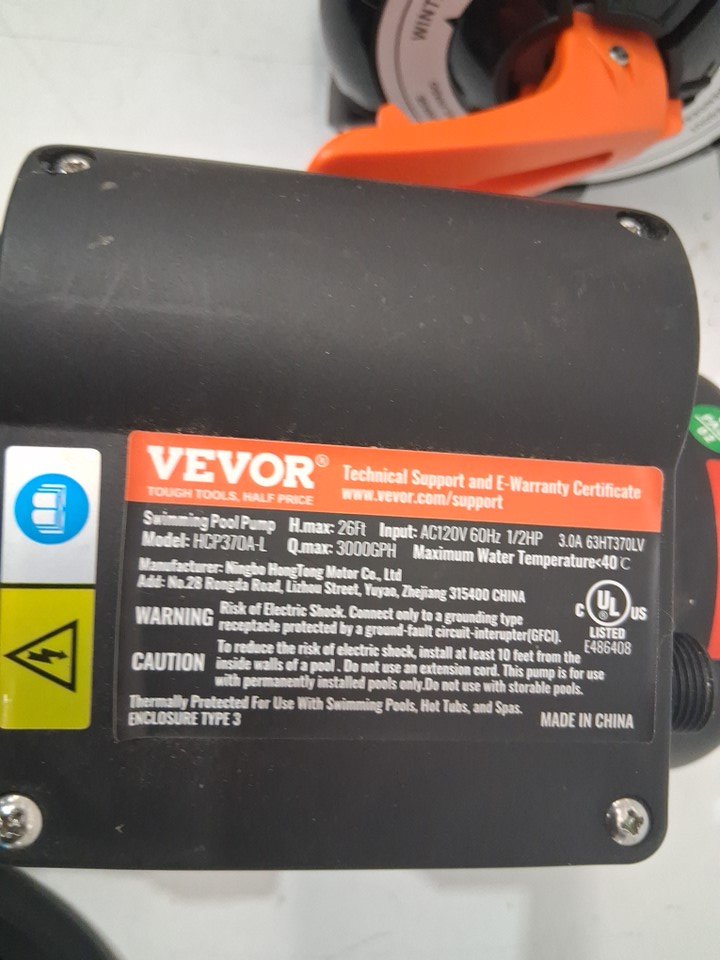 WINT
VEVOR®
TOUGH TOOLS, HALF PRICE
Technical Support and E-Warranty Certificate
www.vevor.com/support
Swimming Pool Pump H.max: 26Ft Input: AC120V 60Hz 1/2HP 3.0A 63HT370LV
Model: HCP370A-L Q.max: 3000GPH Maximum Water Temperature<40℃
Manufacturer: Ningbo HongTong Motor Co., Ltd
Add: No.28 Rungda Road, Lizhou Street, Yuyao, Zhejiang 315400 CHINA
WARNING Risk of Electric Shock. Connect only to a grounding type
receptacle protected by a ground-fault circuit-interupter(GFCI).
CAUTION To reduce the risk of electric shock, install at least 10 feet from the
inside walls of a pool . Do not use an extension cord. This pump is for use
with permanently installed pools only.Do not use with storable pools.
Thermally Protected For Use With Swimming Pools, Hot Tubs, and Spas.
ENCLOSURE TYPE 3
C UL US
®
LISTED
E486408
MADE IN CHINA